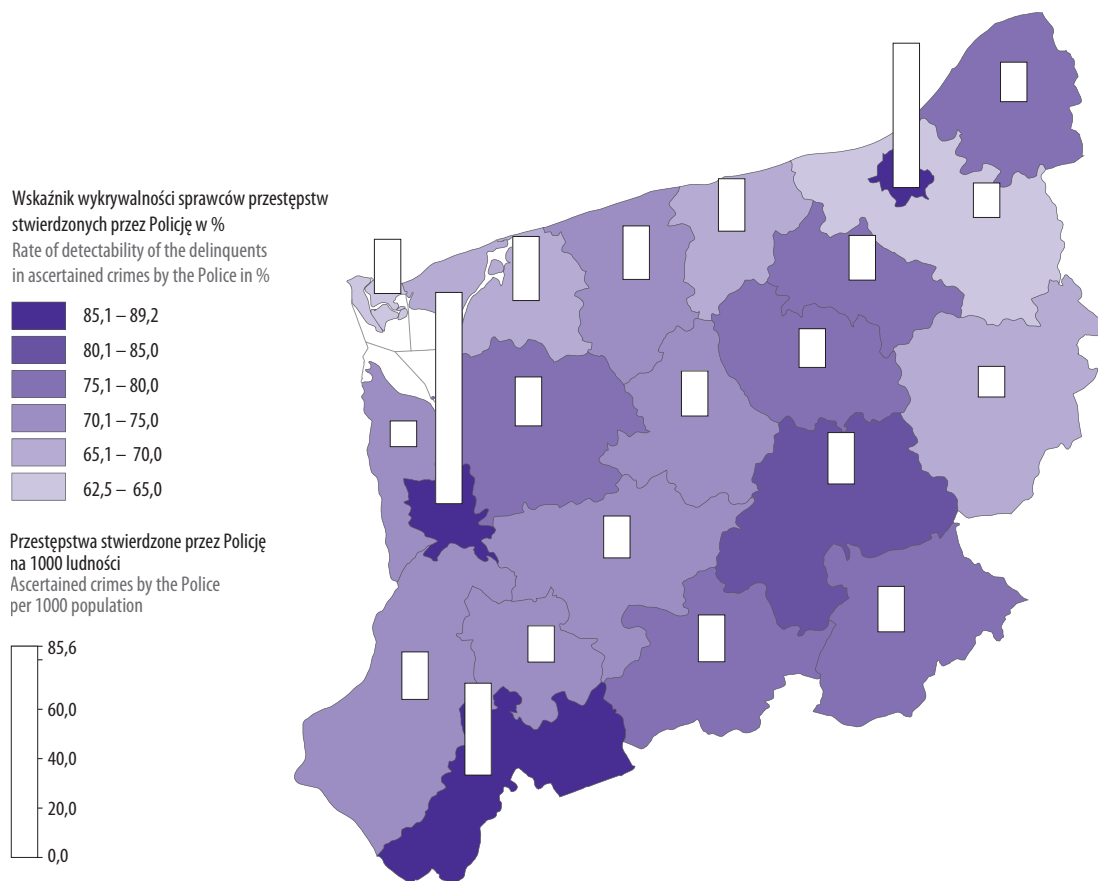 Wskaźnik wykrywalności sprawców przestępstw
stwierdzonych przez Policję w %
Rate of detectability of the delinquents
in ascertained crimes by the Police in %
85,1 – 89,2
80,1 – 85,0
75,1 – 80,0
70,1 – 75,0
65,1 – 70,0
62,5 – 65,0
Przestępstwa stwierdzone przez Policję
na 1000 ludności
Ascertained crimes by the Police
per 1000 population
85,6
60,0
40,0
20,0
0,0